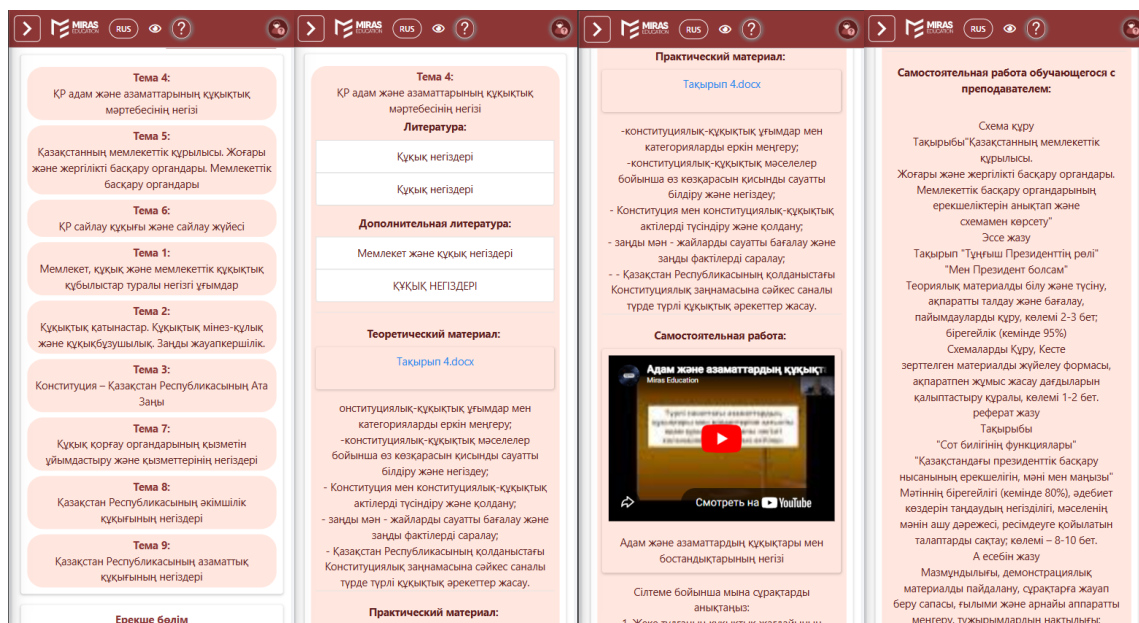 MIRAS
EDUCATION
RUS
?
Тема 4:
ҚР адам және азаматтарының құқықтық
мәртебесінің негізі
Тема 5:
Қазақстанның мемлекеттік құрылысы. Жоғары
және жергілікті басқару органдары. Мемлекеттік
басқару органдары
Тема 6:
ҚР сайлау құқығы және сайлау жүйесі
Тема 1:
Мемлекет, құқық және мемлекеттік құқықтық
құбылыстар туралы негізгі ұғымдар
Тема 2:
Құқықтық қатынастар. Құқықтық мінез-құлық
және құқықбұзушылық. Заңды жауапкершілік.
Тема 3:
Конституция – Қазақстан Республикасының Ата
Заңы
Тема 7:
Құқық қорғау органдарының қызметін
ұйымдастыру және қызметтерінің негіздері
Тема 8:
Қазақстан Республикасының әкімшілік
құқығының негіздері
Тема 9:
Қазақстан Республикасының азаматтық
құқығының негіздері
Ерекше бөлім
MIRAS
EDUCATION
RUS
?
Тема 4:
ҚР адам және азаматтарының құқықтық
мәртебесінің негізі
Литература:
Құқық негіздері
Құқық негіздері
Дополнительная литература:
Мемлекет және құқық негіздері
ҚҰҚЫҚ НЕГІЗДЕРІ
Теоретический материал:
Тақырып 4.docx
онституциялық-құқықтық ұғымдар мен
категорияларды еркін меңгеру;
-конституциялық-құқықтық мәселелер
бойынша өз көзқарасын қисынды сауатты
білдіру және негіздеу;
- Конституция мен конституциялық-құқықтық
актілерді түсіндіру және қолдану;
- заңды мән - жайларды сауатты бағалау және
заңды фактілерді саралау;
- Қазақстан Республикасының қолданыстағы
Конституциялық заңнамасына сәйкес саналы
түрде түрлі құқықтық әрекеттер жасау.
Практический материал:
MIRAS
EDUCATION
RUS
?
Практический материал:
Тақырып 4.docx
-конституциялық-құқықтық ұғымдар мен
категорияларды еркін меңгеру;
-конституциялық-құқықтық мәселелер
бойынша өз көзқарасын қисынды сауатты
білдіру және негіздеу;
- Конституция мен конституциялық-құқықтық
актілерді түсіндіру және қолдану;
- заңды мән - жайларды сауатты бағалау және
заңды фактілерді саралау;
- - Қазақстан Республикасының қолданыстағы
Конституциялық заңнамасына сәйкес саналы
түрде түрлі құқықтық әрекеттер жасау.
Самостоятельная работа:
Адам және азаматтардың құқықт
Miras Education
Смотреть на YouTube
Адам және азаматтардың құқықтары мен
бостандықтарының негізі
Сілтеме бойынша мына сұрақтарды
анықтаңыз:
1. Жеке тұлғаның құқықтық жағдайының
MIRAS
EDUCATION
RUS
?
Самостоятельная работа обучающегося с
преподавателем:
Схема құру
Тақырыбы"Қазақстанның мемлекеттік
құрылысы.
Жоғары және жергілікті басқару органдары.
Мемлекеттік басқару органдарының
ерекшеліктерін анықтап және
схемамен көрсету"
Эссе жазу
Тақырып "Тұңғыш Президенттің рөлі"
"Мен Президент болсам"
Теориялық материалды білу және түсіну,
ақпаратты талдау және бағалау,
пайымдауларды құру, көлемі 2-3 бет;
бірегейлік (кемінде 95%)
Схемаларды Құру, Кесте
зерттелген материалды жүйелеу формасы,
ақпаратпен жұмыс жасау дағдыларын
қалыптастыру құралы, көлемі 1-2 бет.
реферат жазу
Тақырыбы
"Сот билігінің функциялары"
"Қазақстандағы президенттік басқару
нысанының ерекшелігін, мәні мен маңызы"
Мәтіннің бірегейлігі (кемінде 80%), әдебиет
көздерін таңдаудың негізділігі, мәселенің
мәнін ашу дәрежесі, ресімдеуге қойылатын
талаптарды сақтау; көлемі – 8-10 бет.
А есебін жазу
Мазмұндылығы, демонстрациялық
материалды пайдалану, сұрақтарға жауап
беру сапасы, ғылыми және арнайы аппаратты
меңгеру, тұжырымдардың нақтылығы;